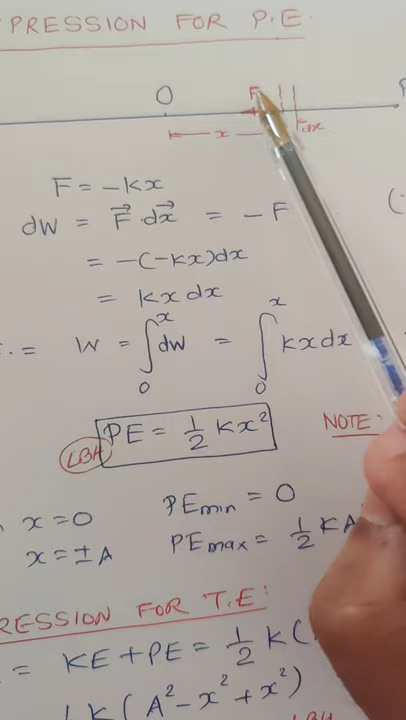 PRESSION FOR P.E.
O F
x dx
F = -kx
dW = F⃗·dx⃗ = -F
= -(-kx)dx
= kx dx
= W = ∫₀ˣ dW = ∫₀ˣ kx dx
PE = 1/2 Kx²
LBH NOTE:
x = 0 PEmin = 0
x = ±A PEmax = 1/2 KA
RESSION FOR T.E:
= KE + PE = 1/2 K(
K(A² - x² + x²)